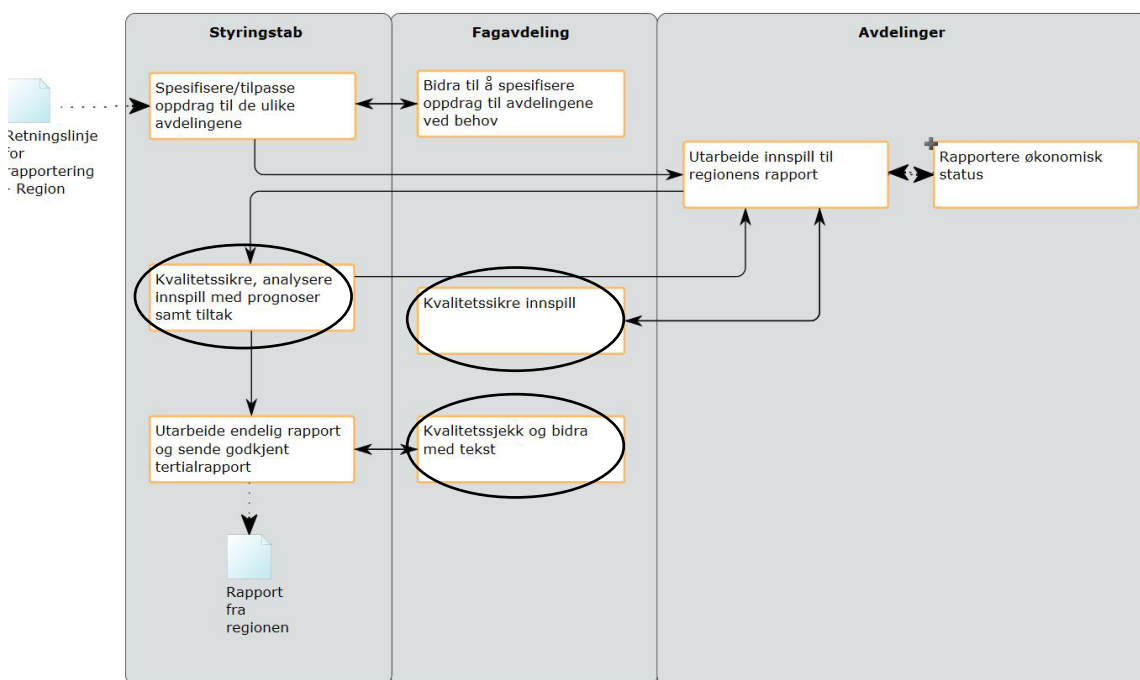 Styringstab
Fagavdeling
Avdelinger
Spesifisere/tilpasse
oppdrag til de ulike
avdelingene
Bidra til å spesifisere
oppdrag til avdelingene
ved behov
Retningslinje
for
rapportering
- Region
Utarbeide innspill til
regionens rapport
Rapportere økonomisk
status
Kvalitetssikre, analysere
innspill med prognoser
samt tiltak
Kvalitetssikre innspill
Utarbeide endelig rapport
og sende godkjent
tertialrapport
Kvalitetssjekk og bidra
med tekst
Rapport
fra
regionen